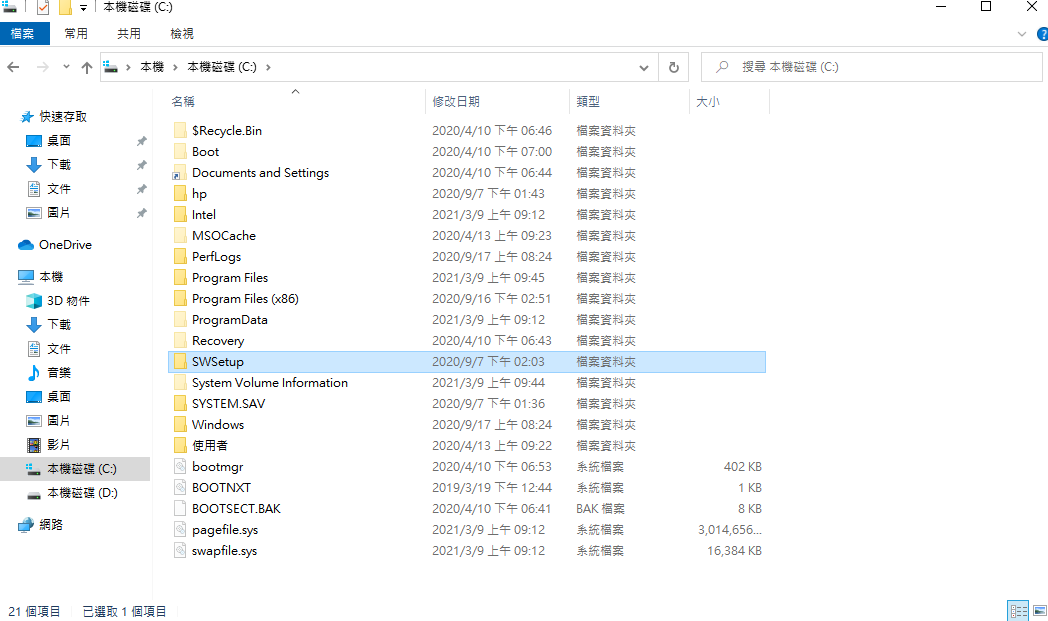 本機磁碟 (C:)
檔案 常用 共用 檢視
本機 本機磁碟 (C:) 搜尋 本機磁碟 (C:)
快速存取
桌面
下載
文件
圖片
OneDrive
本機
3D 物件
下載
文件
音樂
桌面
圖片
影片
本機磁碟 (C:)
本機磁碟 (D:)
網路
名稱 修改日期 類型 大小
$Recycle.Bin 2020/4/10 下午 06:46 檔案資料夾
Boot 2020/4/10 下午 07:00 檔案資料夾
Documents and Settings 2020/4/10 下午 06:44 檔案資料夾
hp 2020/9/7 下午 01:43 檔案資料夾
Intel 2021/3/9 上午 09:12 檔案資料夾
MSOCache 2020/4/13 上午 09:23 檔案資料夾
PerfLogs 2020/9/17 上午 08:24 檔案資料夾
Program Files 2021/3/9 上午 09:45 檔案資料夾
Program Files (x86) 2020/9/16 下午 02:51 檔案資料夾
ProgramData 2021/3/9 上午 09:12 檔案資料夾
Recovery 2020/4/10 下午 06:43 檔案資料夾
SWSetup 2020/9/7 下午 02:03 檔案資料夾
System Volume Information 2021/3/9 上午 09:44 檔案資料夾
SYSTEM.SAV 2020/9/7 下午 01:36 檔案資料夾
Windows 2020/9/17 上午 08:24 檔案資料夾
使用者 2020/4/13 上午 09:22 檔案資料夾
bootmgr 2020/4/10 下午 06:53 系統檔案 402 KB
BOOTNXT 2019/3/19 下午 12:44 系統檔案 1 KB
BOOTSECT.BAK 2020/4/10 下午 06:41 BAK 檔案 8 KB
pagefile.sys 2021/3/9 上午 09:12 系統檔案 3,014,656...
swapfile.sys 2021/3/9 上午 09:12 系統檔案 16,384 KB
21 個項目 已選取 1 個項目